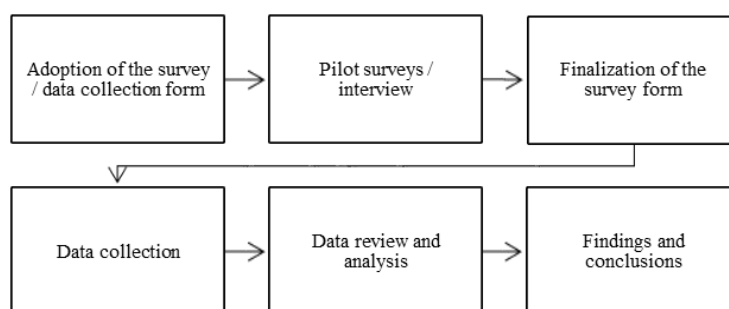 Adoption of the survey
/ data collection form
Pilot surveys /
interview
Finalization of the
survey form
Data collection
Data review and
analysis
Findings and
conclusions